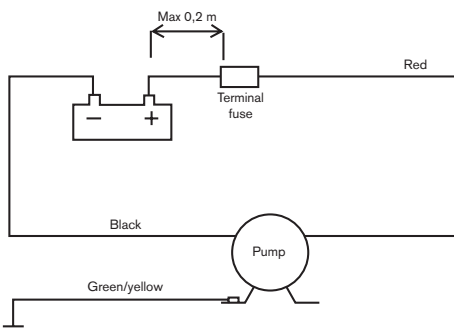 Max 0,2 m
Red
Terminal
fuse
– +
Black
Pump
Green/yellow